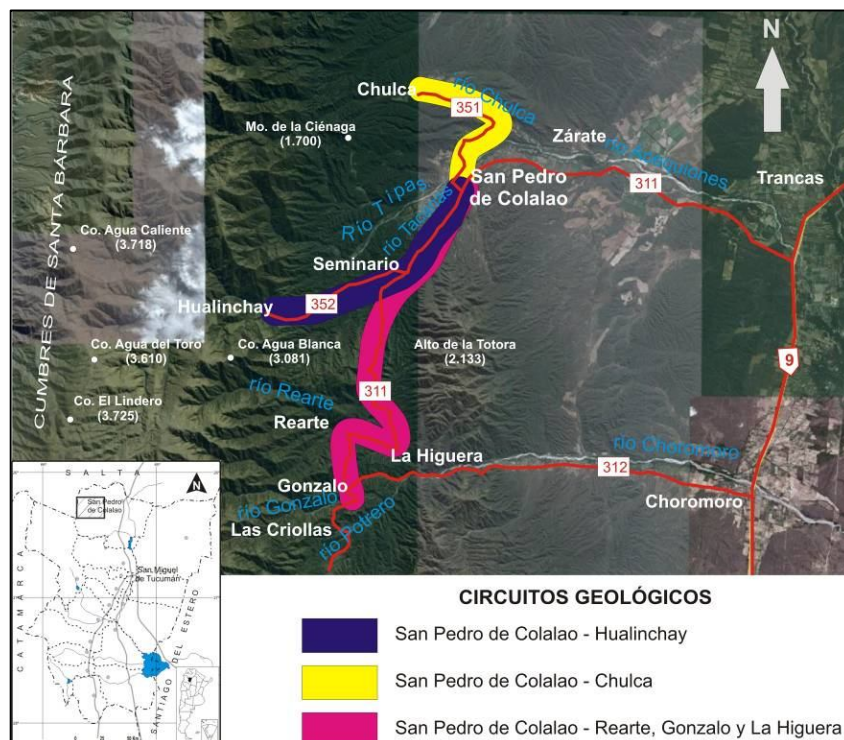 N
Chulca
río Chulca
351
Mo. de la Ciénaga
(1.700)
Zárate
río Acequiones
311
Trancas
San Pedro
de Colalao
Río Tipas
río Tacanas
CUMBRES DE SANTA BÁRBARA
Co. Agua Caliente
(3.718)
Seminario
Hualinchay
352
Co. Agua del Toro
(3.610)
Co. Agua Blanca
(3.081)
Alto de la Totora
(2.133)
9
311
río Rearte
Co. El Lindero
(3.725)
Rearte
La Higuera
río Choromoro
312
Gonzalo
río Gonzalo
Choromoro
Las Criollas
río Potrero
SALTA
N
San Pedro
de Colalao
San Miguel
de Tucumán
CATAMARCA
SANTIAGO DEL ESTERO
CIRCUITOS GEOLÓGICOS
San Pedro de Colalao - Hualinchay
San Pedro de Colalao - Chulca
San Pedro de Colalao - Rearte, Gonzalo y La Higuera